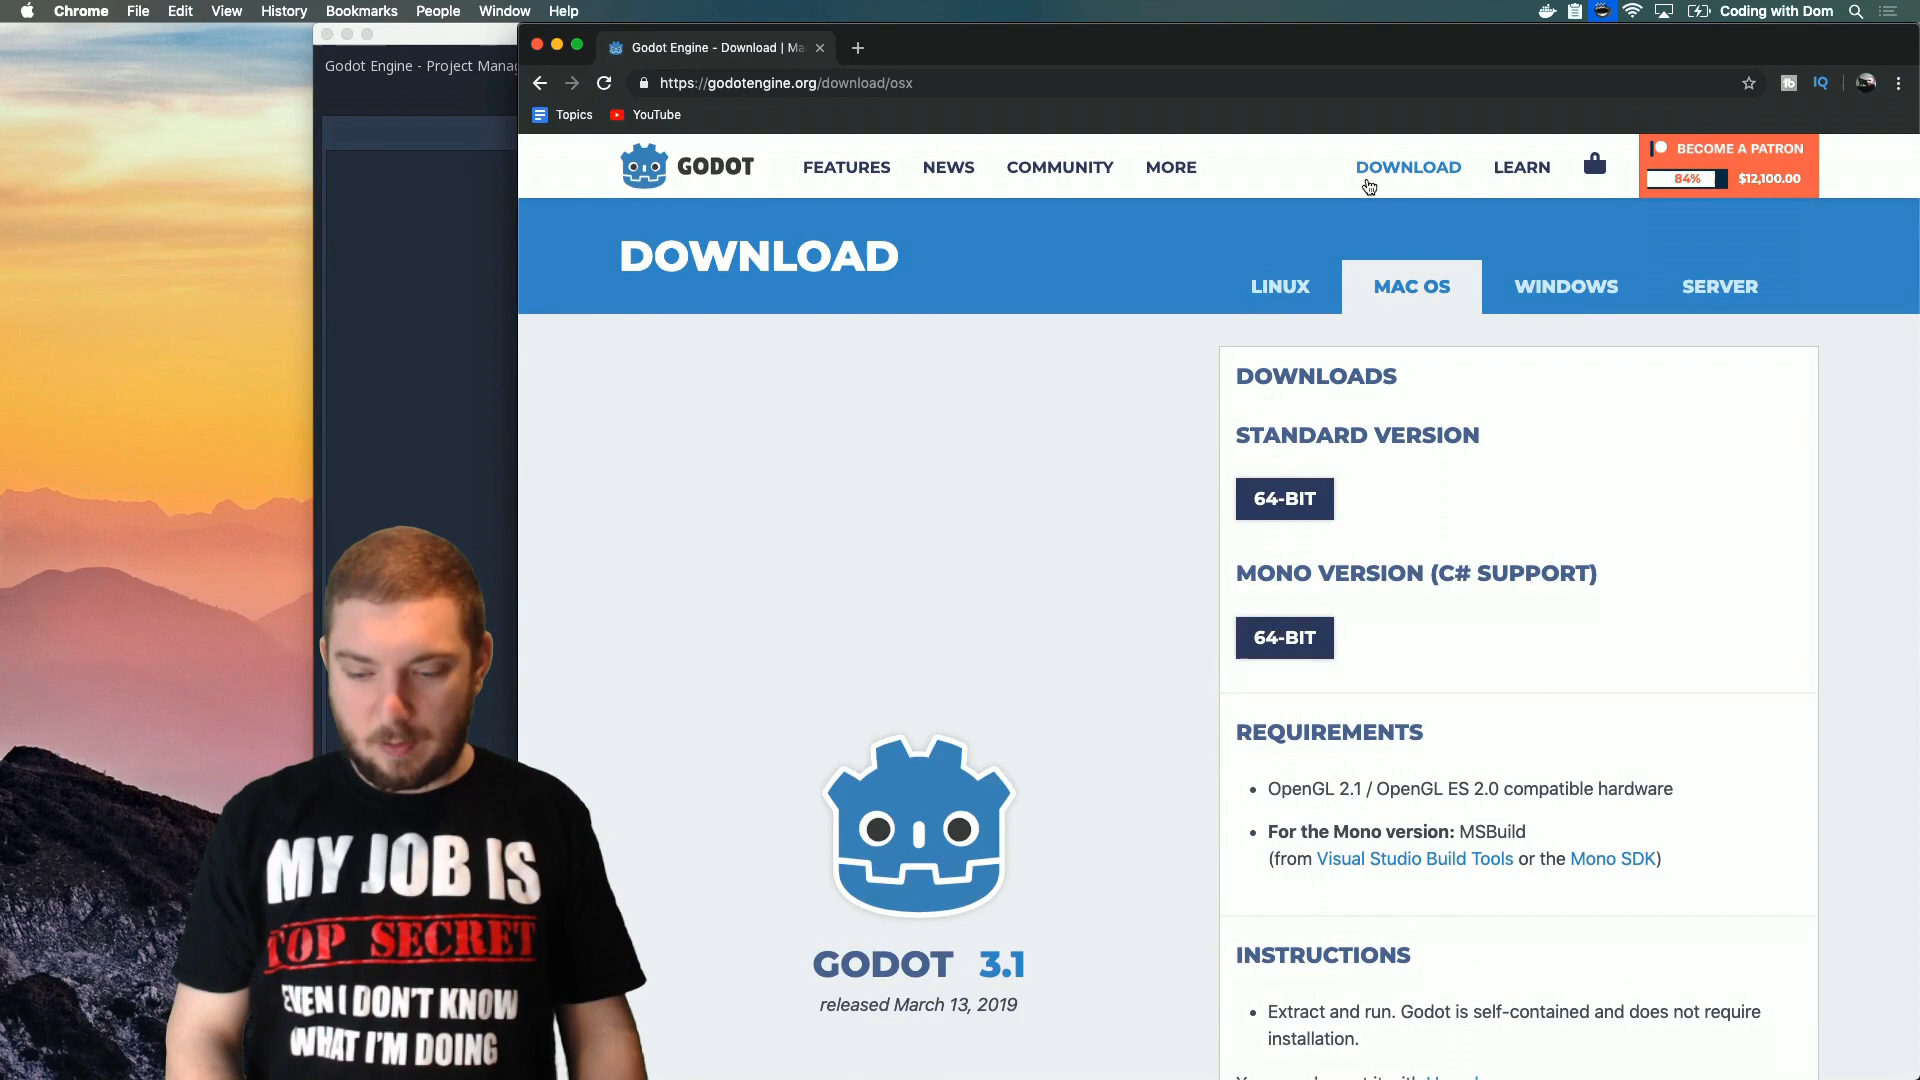 Chrome File Edit View History Bookmarks People Window Help
Coding with Dom
Godot Engine - Project Manag
Godot Engine - Download | Ma
https://godotengine.org/download/osx
Topics YouTube
tb IQ
GODOT FEATURES NEWS COMMUNITY MORE DOWNLOAD LEARN
BECOME A PATRON
84% $12,100.00
DOWNLOAD
LINUX MAC OS WINDOWS SERVER
DOWNLOADS
STANDARD VERSION
64-BIT
MONO VERSION (C# SUPPORT)
64-BIT
REQUIREMENTS
OpenGL 2.1 / OpenGL ES 2.0 compatible hardware
For the Mono version: MSBuild
(from Visual Studio Build Tools or the Mono SDK)
INSTRUCTIONS
Extract and run. Godot is self-contained and does not require
installation.
GODOT 3.1
released March 13, 2019
MY JOB IS
TOP SECRET
EVEN I DON'T KNOW
WHAT I'M DOING